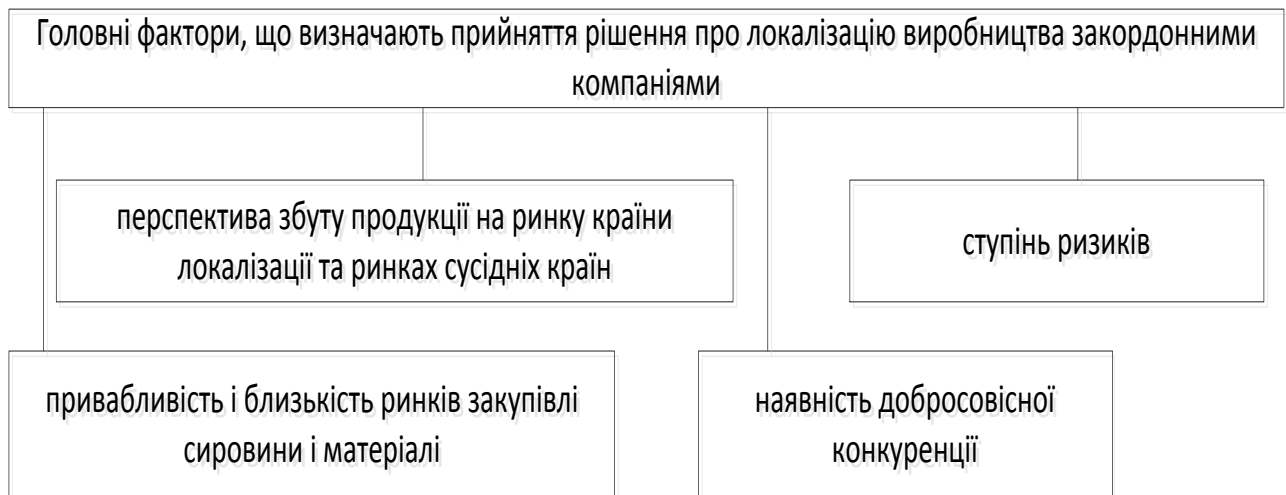 Головні фактори, що визначають прийняття рішення про локалізацію виробництва закордонними
компаніями
перспектива збуту продукції на ринку країни
локалізації та ринках сусідніх країн
ступінь ризиків
привабливість і близькість ринків закупівлі
сировини і матеріалі
наявність добросовісної
конкуренції